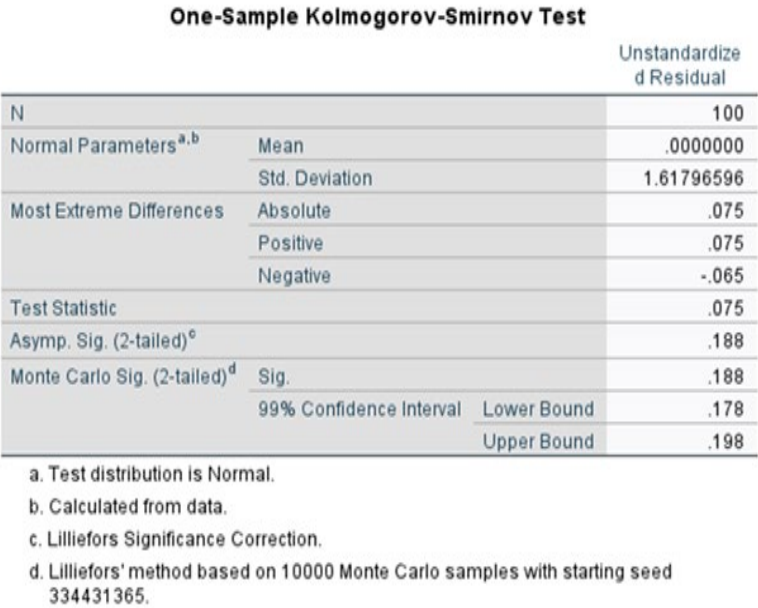 One-Sample Kolmogorov-Smirnov Test
Unstandardize
d Residual
N 100
Normal Parameters a,b Mean .0000000
Std. Deviation 1.61796596
Most Extreme Differences Absolute .075
Positive .075
Negative -.065
Test Statistic .075
Asymp. Sig. (2-tailed) c .188
Monte Carlo Sig. (2-tailed) d Sig. .188
99% Confidence Interval Lower Bound .178
Upper Bound .198
a. Test distribution is Normal.
b. Calculated from data.
c. Lilliefors Significance Correction.
d. Lilliefors' method based on 10000 Monte Carlo samples with starting seed
334431365.